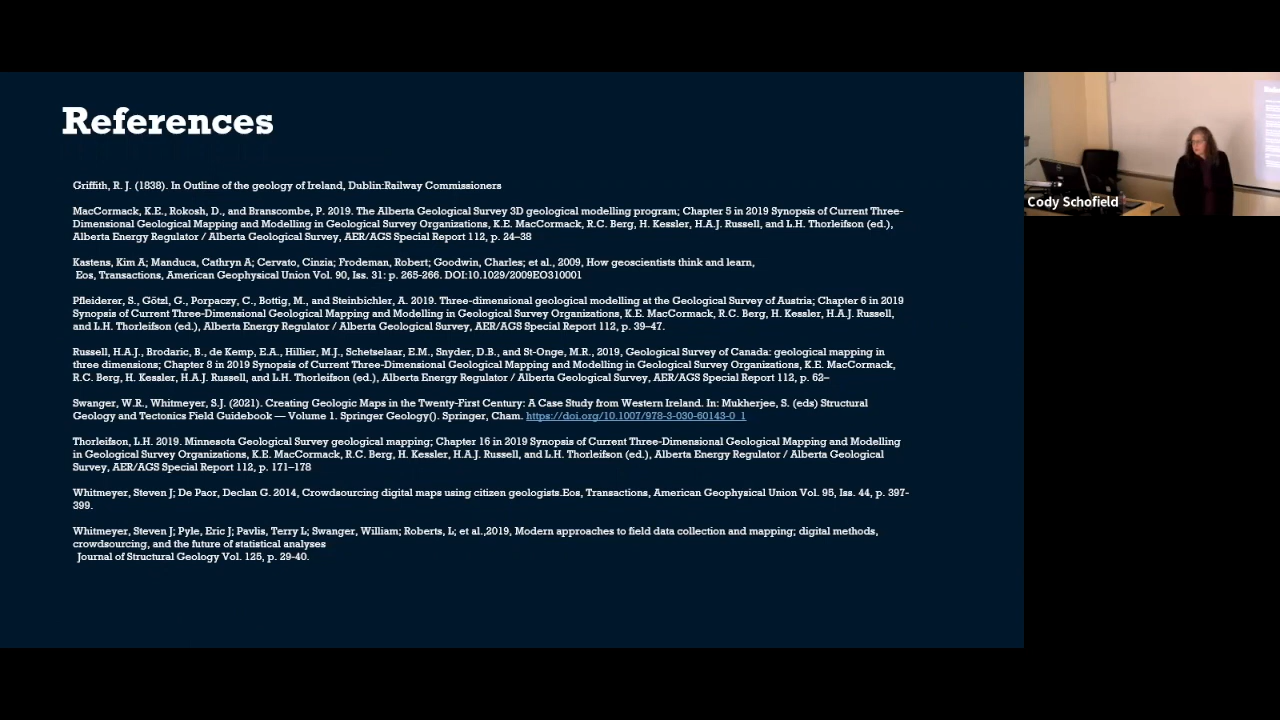 References
Griffith, R. J. (1838). In Outline of the geology of Ireland, Dublin:Railway Commissioners
MacCormack, K.E., Rokosh, D., and Branscombe, P. 2019. The Alberta Geological Survey 3D geological modelling program; Chapter 5 in 2019 Synopsis of Current Three-
Dimensional Geological Mapping and Modelling in Geological Survey Organizations, K.E. MacCormack, R.C. Berg, H. Kessler, H.A.J. Russell, and L.H. Thorleifson (ed.),
Alberta Energy Regulator / Alberta Geological Survey, AER/AGS Special Report 112, p. 24–38
Kastens, Kim A; Manduca, Cathryn A; Cervato, Cinzia; Frodeman, Robert; Goodwin, Charles; et al., 2009, How geoscientists think and learn,
Eos, Transactions, American Geophysical Union Vol. 90, Iss. 31: p. 265-266. DOI:10.1029/2009EO310001
Pfleiderer, S., Götzl, G., Porpaczy, C., Bottig, M., and Steinbichler, A. 2019. Three-dimensional geological modelling at the Geological Survey of Austria; Chapter 6 in 2019
Synopsis of Current Three-Dimensional Geological Mapping and Modelling in Geological Survey Organizations, K.E. MacCormack, R.C. Berg, H. Kessler, H.A.J. Russell,
and L.H. Thorleifson (ed.), Alberta Energy Regulator / Alberta Geological Survey, AER/AGS Special Report 112, p. 39–47.
Russell, H.A.J., Brodaric, B., de Kemp, E.A., Hillier, M.J., Schetselaar, E.M., Snyder, D.B., and St-Onge, M.R., 2019, Geological Survey of Canada: geological mapping in
three dimensions; Chapter 8 in 2019 Synopsis of Current Three-Dimensional Geological Mapping and Modelling in Geological Survey Organizations, K.E. MacCormack,
R.C. Berg, H. Kessler, H.A.J. Russell, and L.H. Thorleifson (ed.), Alberta Energy Regulator / Alberta Geological Survey, AER/AGS Special Report 112, p. 62–
Swanger, W.R., Whitmeyer, S.J. (2021). Creating Geologic Maps in the Twenty-First Century: A Case Study from Western Ireland. In: Mukherjee, S. (eds) Structural
Geology and Tectonics Field Guidebook — Volume 1. Springer Geology(). Springer, Cham. https://doi.org/10.1007/978-3-030-60143-0_1
Thorleifson, L.H. 2019. Minnesota Geological Survey geological mapping; Chapter 16 in 2019 Synopsis of Current Three-Dimensional Geological Mapping and Modelling
in Geological Survey Organizations, K.E. MacCormack, R.C. Berg, H. Kessler, H.A.J. Russell, and L.H. Thorleifson (ed.), Alberta Energy Regulator / Alberta Geological
Survey, AER/AGS Special Report 112, p. 171–178
Whitmeyer, Steven J; De Paor, Declan G. 2014, Crowdsourcing digital maps using citizen geologists.Eos, Transactions, American Geophysical Union Vol. 95, Iss. 44, p. 397-
399.
Whitmeyer, Steven J; Pyle, Eric J; Pavlis, Terry L; Swanger, William; Roberts, L; et al.,2019, Modern approaches to field data collection and mapping; digital methods,
crowdsourcing, and the future of statistical analyses
Journal of Structural Geology Vol. 125, p. 29-40.
Cody Schofield